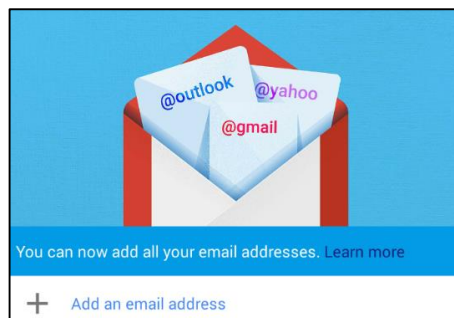 @outlook
@yahoo
@gmail
You can now add all your email addresses. Learn more
Add an email address